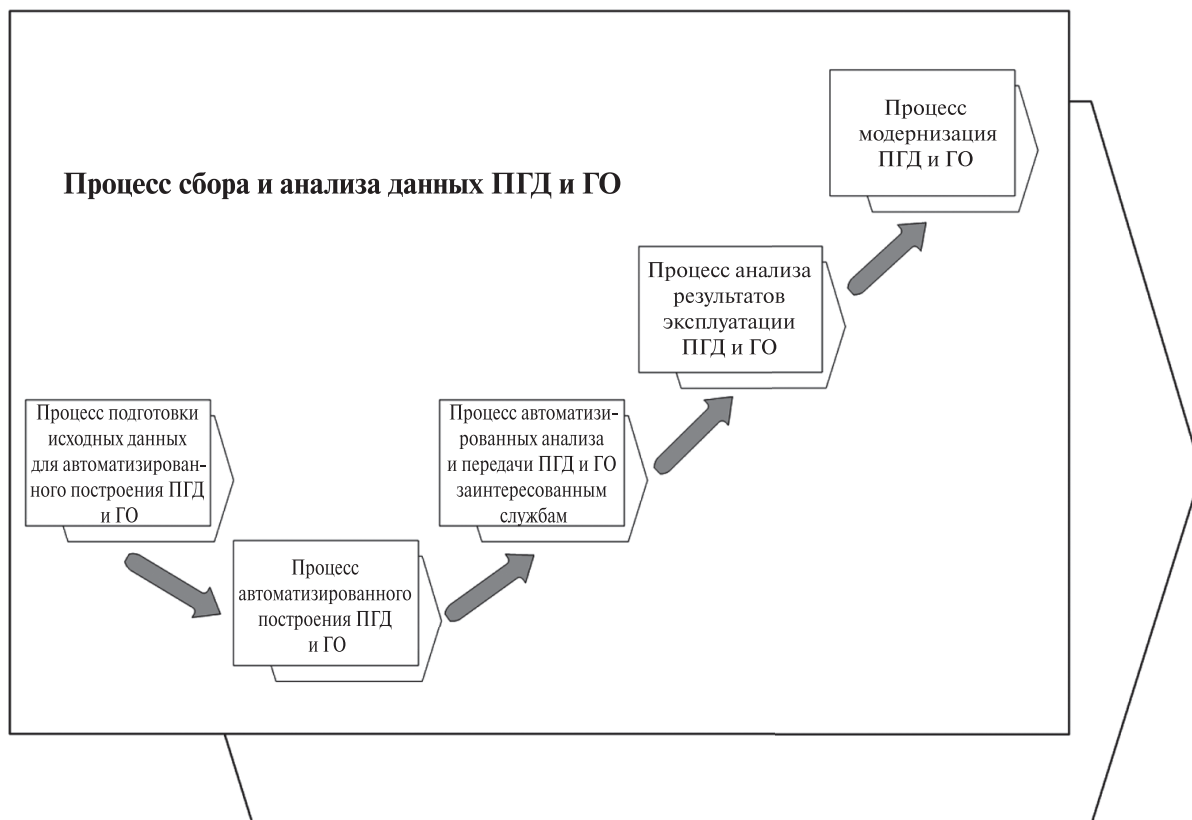 Процесс сбора и анализа данных ПГД и ГО
Процесс подготовки
исходных данных
для автоматизирован-
ного построения ПГД
и ГО
Процесс
автоматизированного
построения ПГД
и ГО
Процесс автоматизи-
рованных анализа
и передачи ПГД и ГО
заинтересованным
службам
Процесс анализа
результатов
эксплуатации
ПГД и ГО
Процесс
модернизация
ПГД и ГО